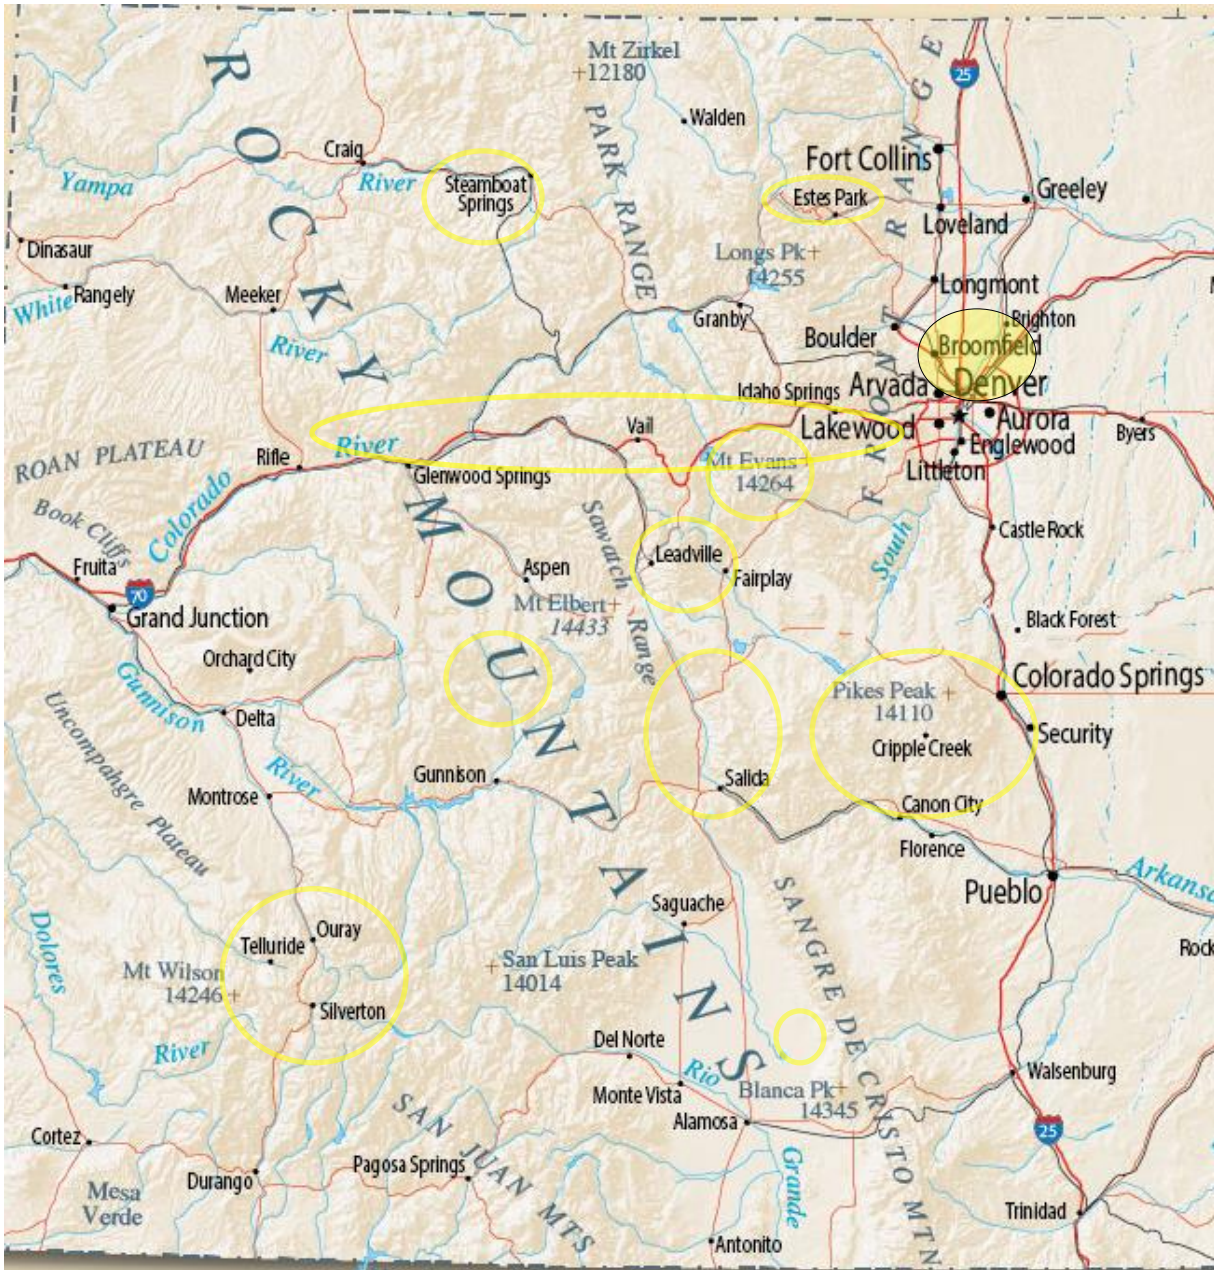 ROCKY MOUNTAINS
Mt Zirkel
12180
PARK RANGE
Walden
FRONT RANGE
25
Craig
Yampa
River
Steamboat
Springs
Fort Collins
Estes Park
Greeley
Loveland
Dinasaur
Longs Pk
14255
Longmont
White
Rangely
Meeker
River
Granby
Boulder
Brighton
Broomfield
Idaho Springs
Arvada
Denver
Lakewood
Aurora
Byers
Englewood
Littleton
Vail
ROAN PLATEAU
Rifle
River
Glenwood Springs
Mt Evans
14264
Colorado
Book Cliffs
Sawatch Range
South
Castle Rock
Leadville
Fairplay
Fruita
70
Aspen
Mt Elbert
14433
Grand Junction
Black Forest
Orchard City
Gunnison
River
Colorado Springs
Pikes Peak
14110
Delta
Security
Cripple Creek
Uncompahgre Plateau
Gunnison
Montrose
Salida
Canon City
Florence
Pueblo
Arkansa
SANGRE DE CRISTO MTN
Saguache
Dolores
River
Ouray
Telluride
Mt Wilson
14246
San Luis Peak
14014
Silverton
Rock
Del Norte
Rio
Grande
Monte Vista
Blanca Pk
14345
Walsenburg
Alamosa
25
SAN JUAN MTS
Cortez
Durango
Pagosa Springs
Mesa
Verde
Trinidad
Antonito